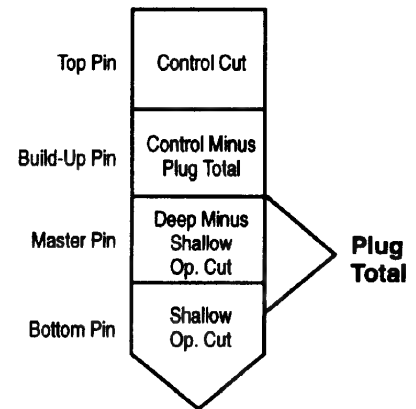 Top Pin
Control Cut
Build-Up Pin
Control Minus
Plug Total
Master Pin
Deep Minus
Shallow
Op. Cut
Plug
Total
Bottom Pin
Shallow
Op. Cut